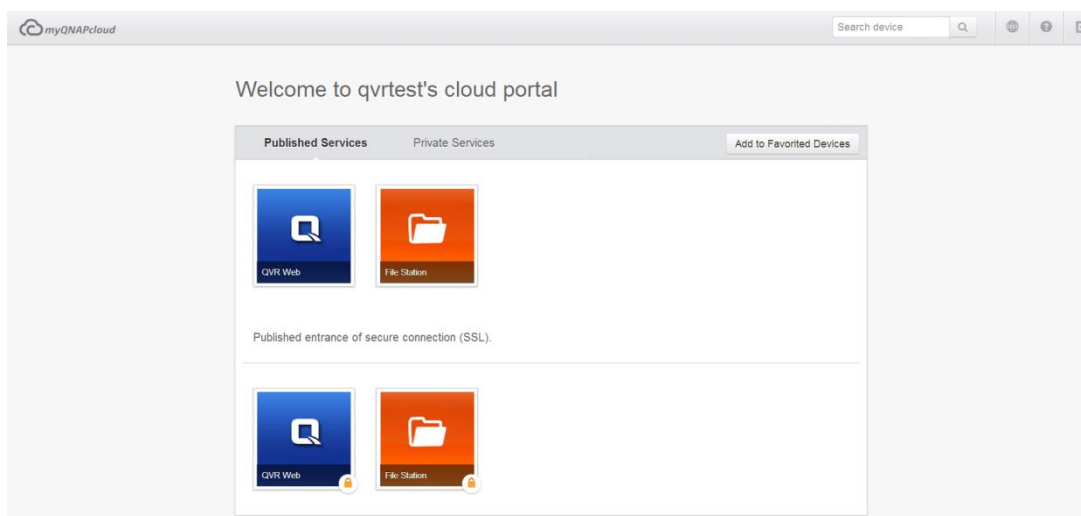 myQNAPcloud
Search device
Welcome to qvrtest's cloud portal
Published Services Private Services Add to Favorited Devices
QVR Web File Station
Published entrance of secure connection (SSL).
QVR Web File Station